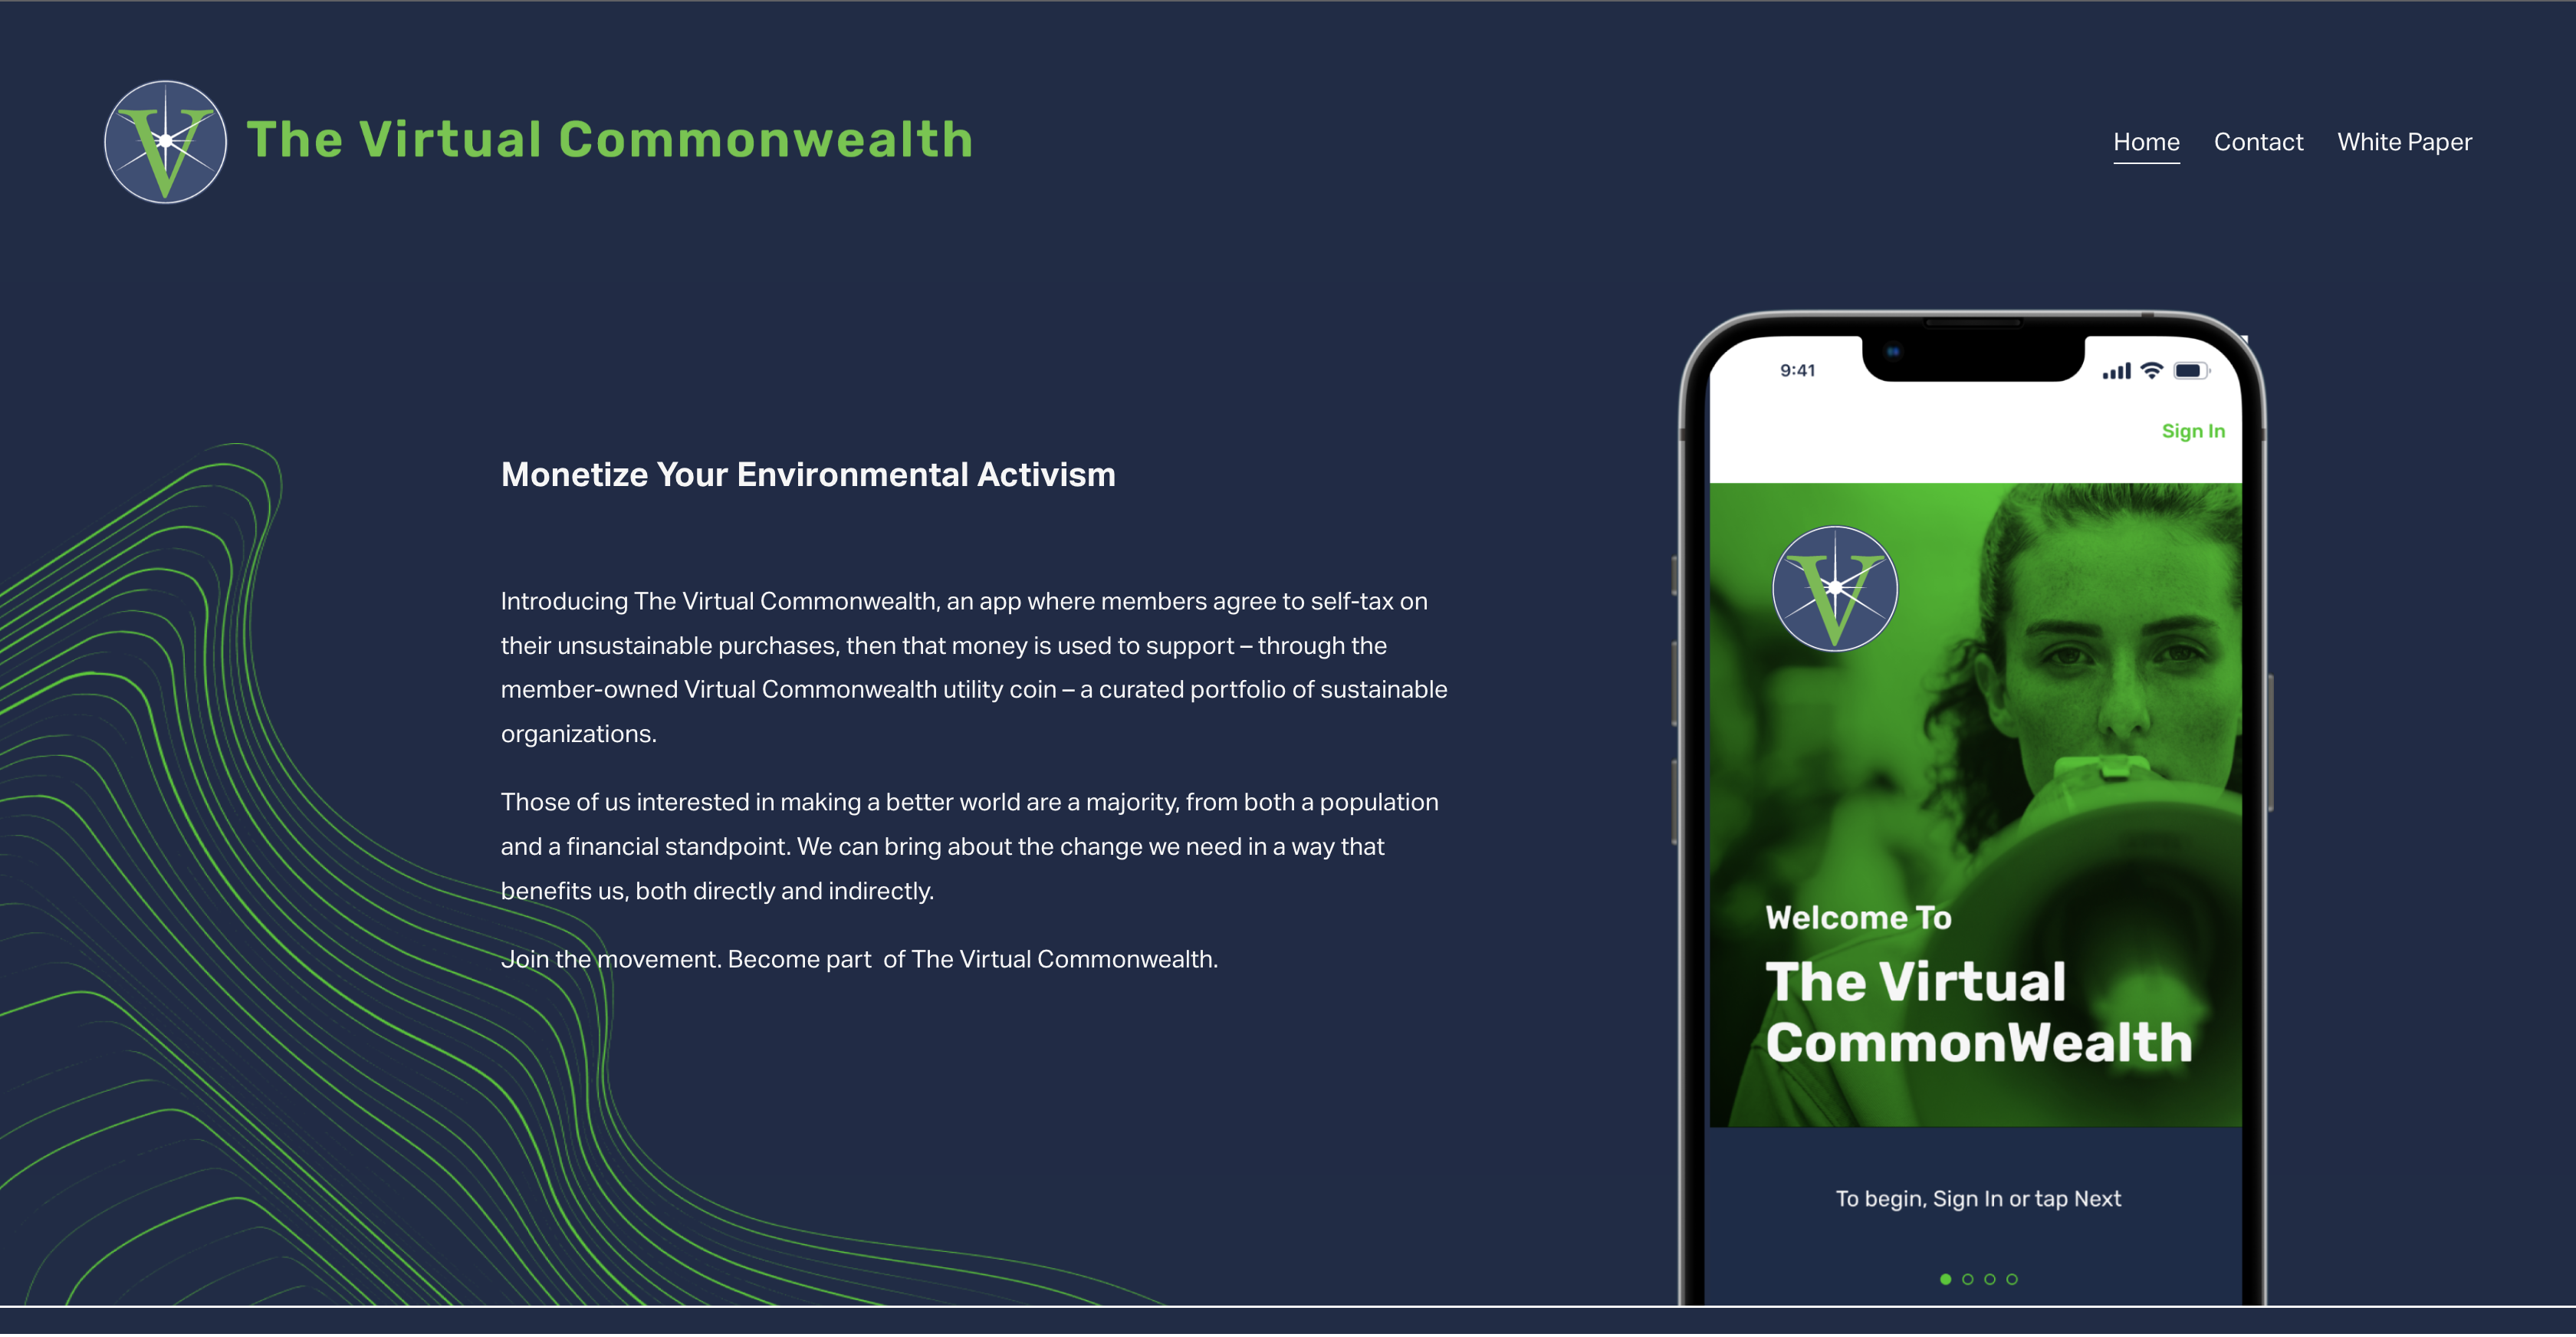 V The Virtual Commonwealth
Home Contact White Paper
Monetize Your Environmental Activism
Introducing The Virtual Commonwealth, an app where members agree to self-tax on
their unsustainable purchases, then that money is used to support – through the
member-owned Virtual Commonwealth utility coin – a curated portfolio of sustainable
organizations.
Those of us interested in making a better world are a majority, from both a population
and a financial standpoint. We can bring about the change we need in a way that
benefits us, both directly and indirectly.
Join the movement. Become part  of The Virtual Commonwealth.
9:41
Sign In
V
Welcome To
The Virtual
CommonWealth
To begin, Sign In or tap Next